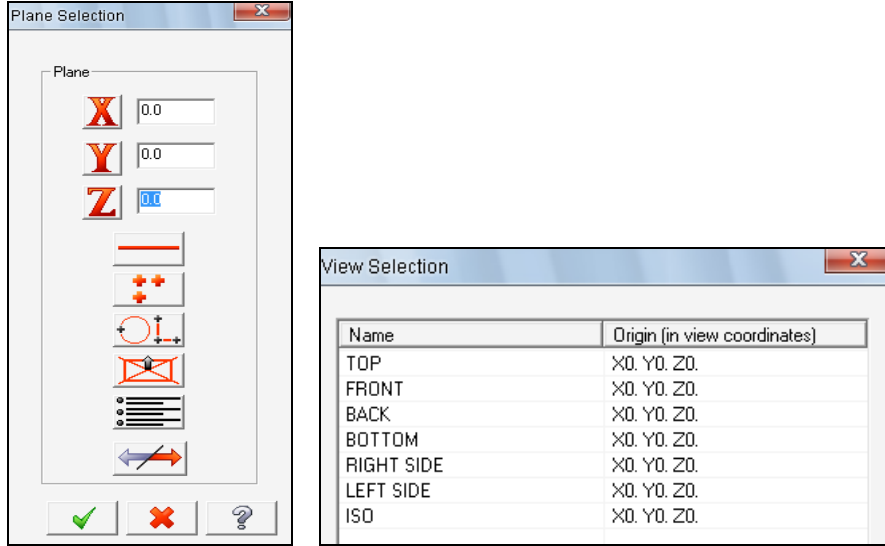 Plane Selection
Plane
X 0.0
Y 0.0
Z 0.0
View Selection
Name Origin (in view coordinates)
TOP X0. Y0. Z0.
FRONT X0. Y0. Z0.
BACK X0. Y0. Z0.
BOTTOM X0. Y0. Z0.
RIGHT SIDE X0. Y0. Z0.
LEFT SIDE X0. Y0. Z0.
ISO X0. Y0. Z0.